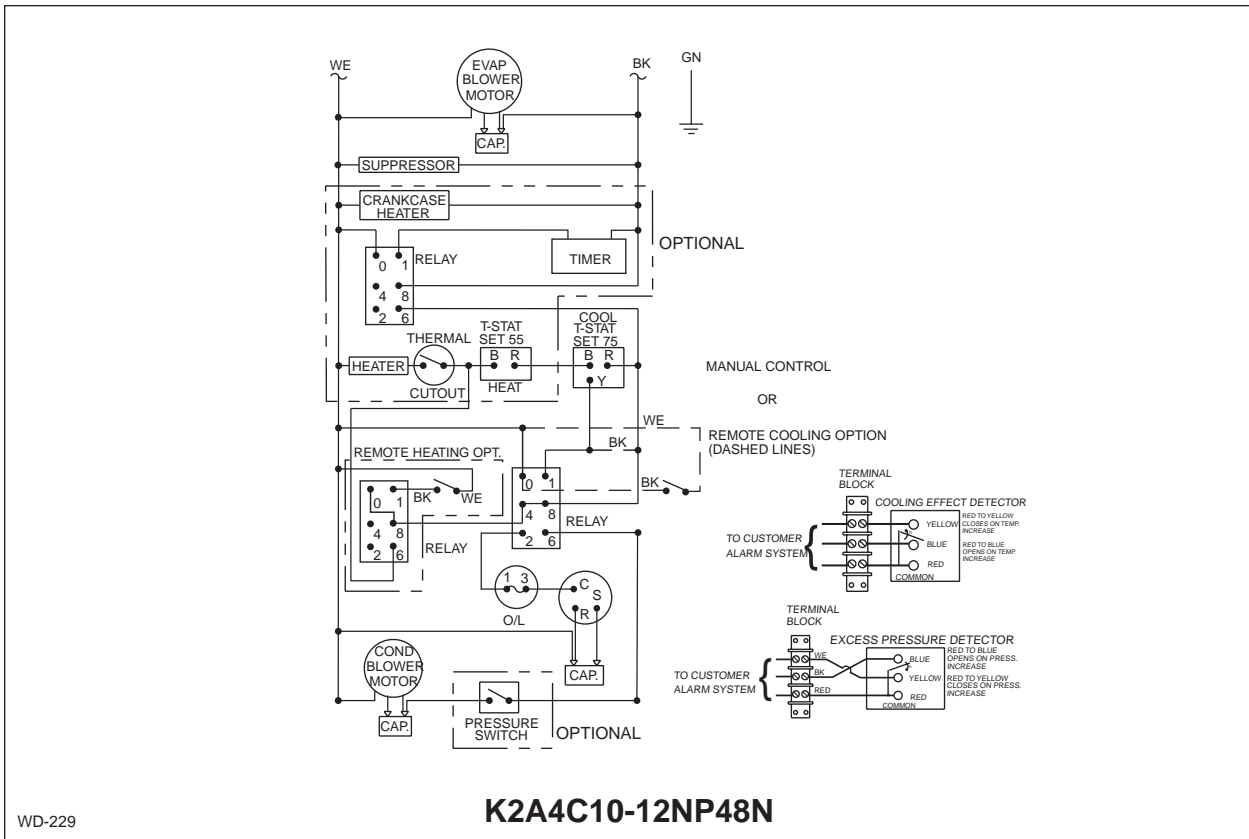 WE
EVAP
BLOWER
MOTOR
BK
GN
CAP.
SUPPRESSOR
CRANKCASE
HEATER
OPTIONAL
0 1
RELAY
TIMER
4 8
2 6
THERMAL
T-STAT
SET 55
COOL
T-STAT
SET 75
HEATER
B R
B R
Y
CUTOUT
HEAT
MANUAL CONTROL
OR
WE
REMOTE COOLING OPTION
(DASHED LINES)
BK
REMOTE HEATING OPT.
BK
0 1
BK WE
0 1
4 8
RELAY
4 8
2 6
RELAY
2 6
1 3
O/L
C
S
R
CAP.
COND
BLOWER
MOTOR
CAP.
PRESSURE
SWITCH
OPTIONAL
TERMINAL
BLOCK
COOLING EFFECT DETECTOR
TO CUSTOMER
ALARM SYSTEM
YELLOW
RED TO YELLOW
CLOSES ON TEMP.
INCREASE
BLUE
RED TO BLUE
OPENS ON TEMP.
INCREASE
RED
COMMON
TERMINAL
BLOCK
EXCESS PRESSURE DETECTOR
TO CUSTOMER
ALARM SYSTEM
WE
BK
RED
BLUE
RED TO BLUE
OPENS ON PRESS.
INCREASE
YELLOW
RED TO YELLOW
CLOSES ON PRESS.
INCREASE
RED
COMMON
WD-229
K2A4C10-12NP48N